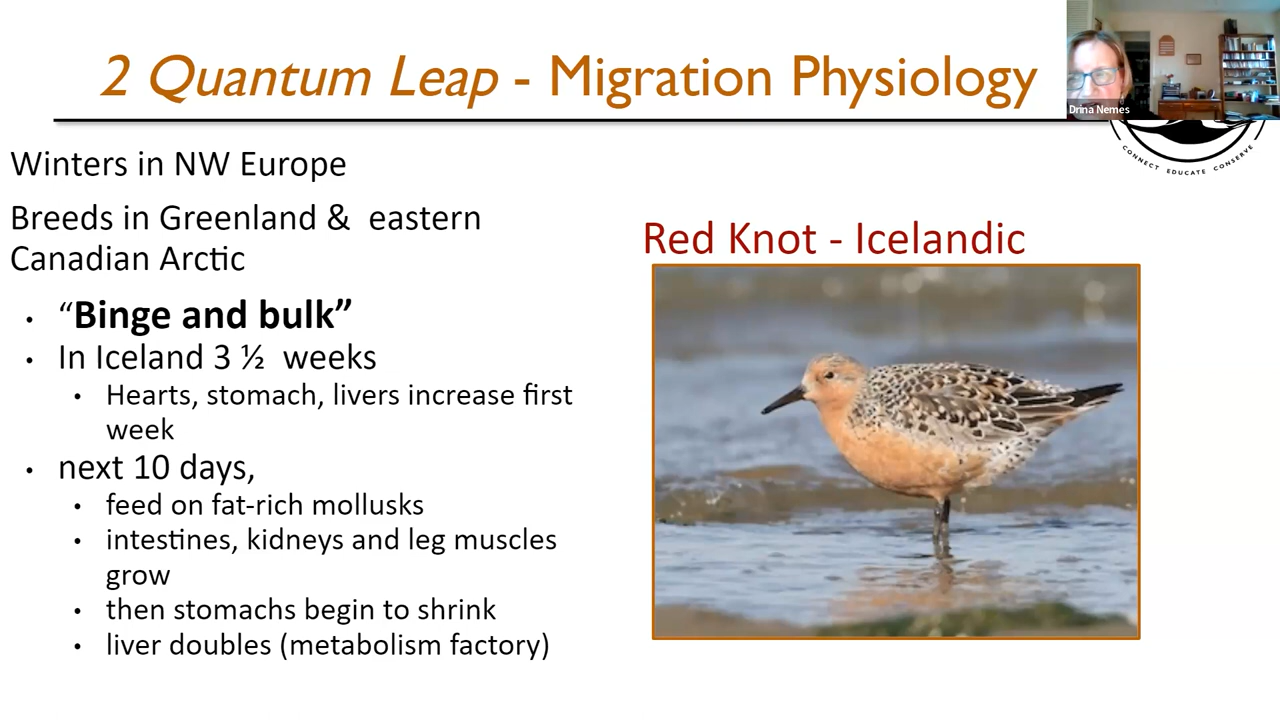 2 Quantum Leap - Migration Physiology
Drina Nemes
CONNECT EDUCATE CONSERVE
Winters in NW Europe
Breeds in Greenland & eastern
Canadian Arctic
• “Binge and bulk”
• In Iceland 3 ½ weeks
• Hearts, stomach, livers increase first
week
• next 10 days,
• feed on fat-rich mollusks
• intestines, kidneys and leg muscles
grow
• then stomachs begin to shrink
• liver doubles (metabolism factory)
Red Knot - Icelandic